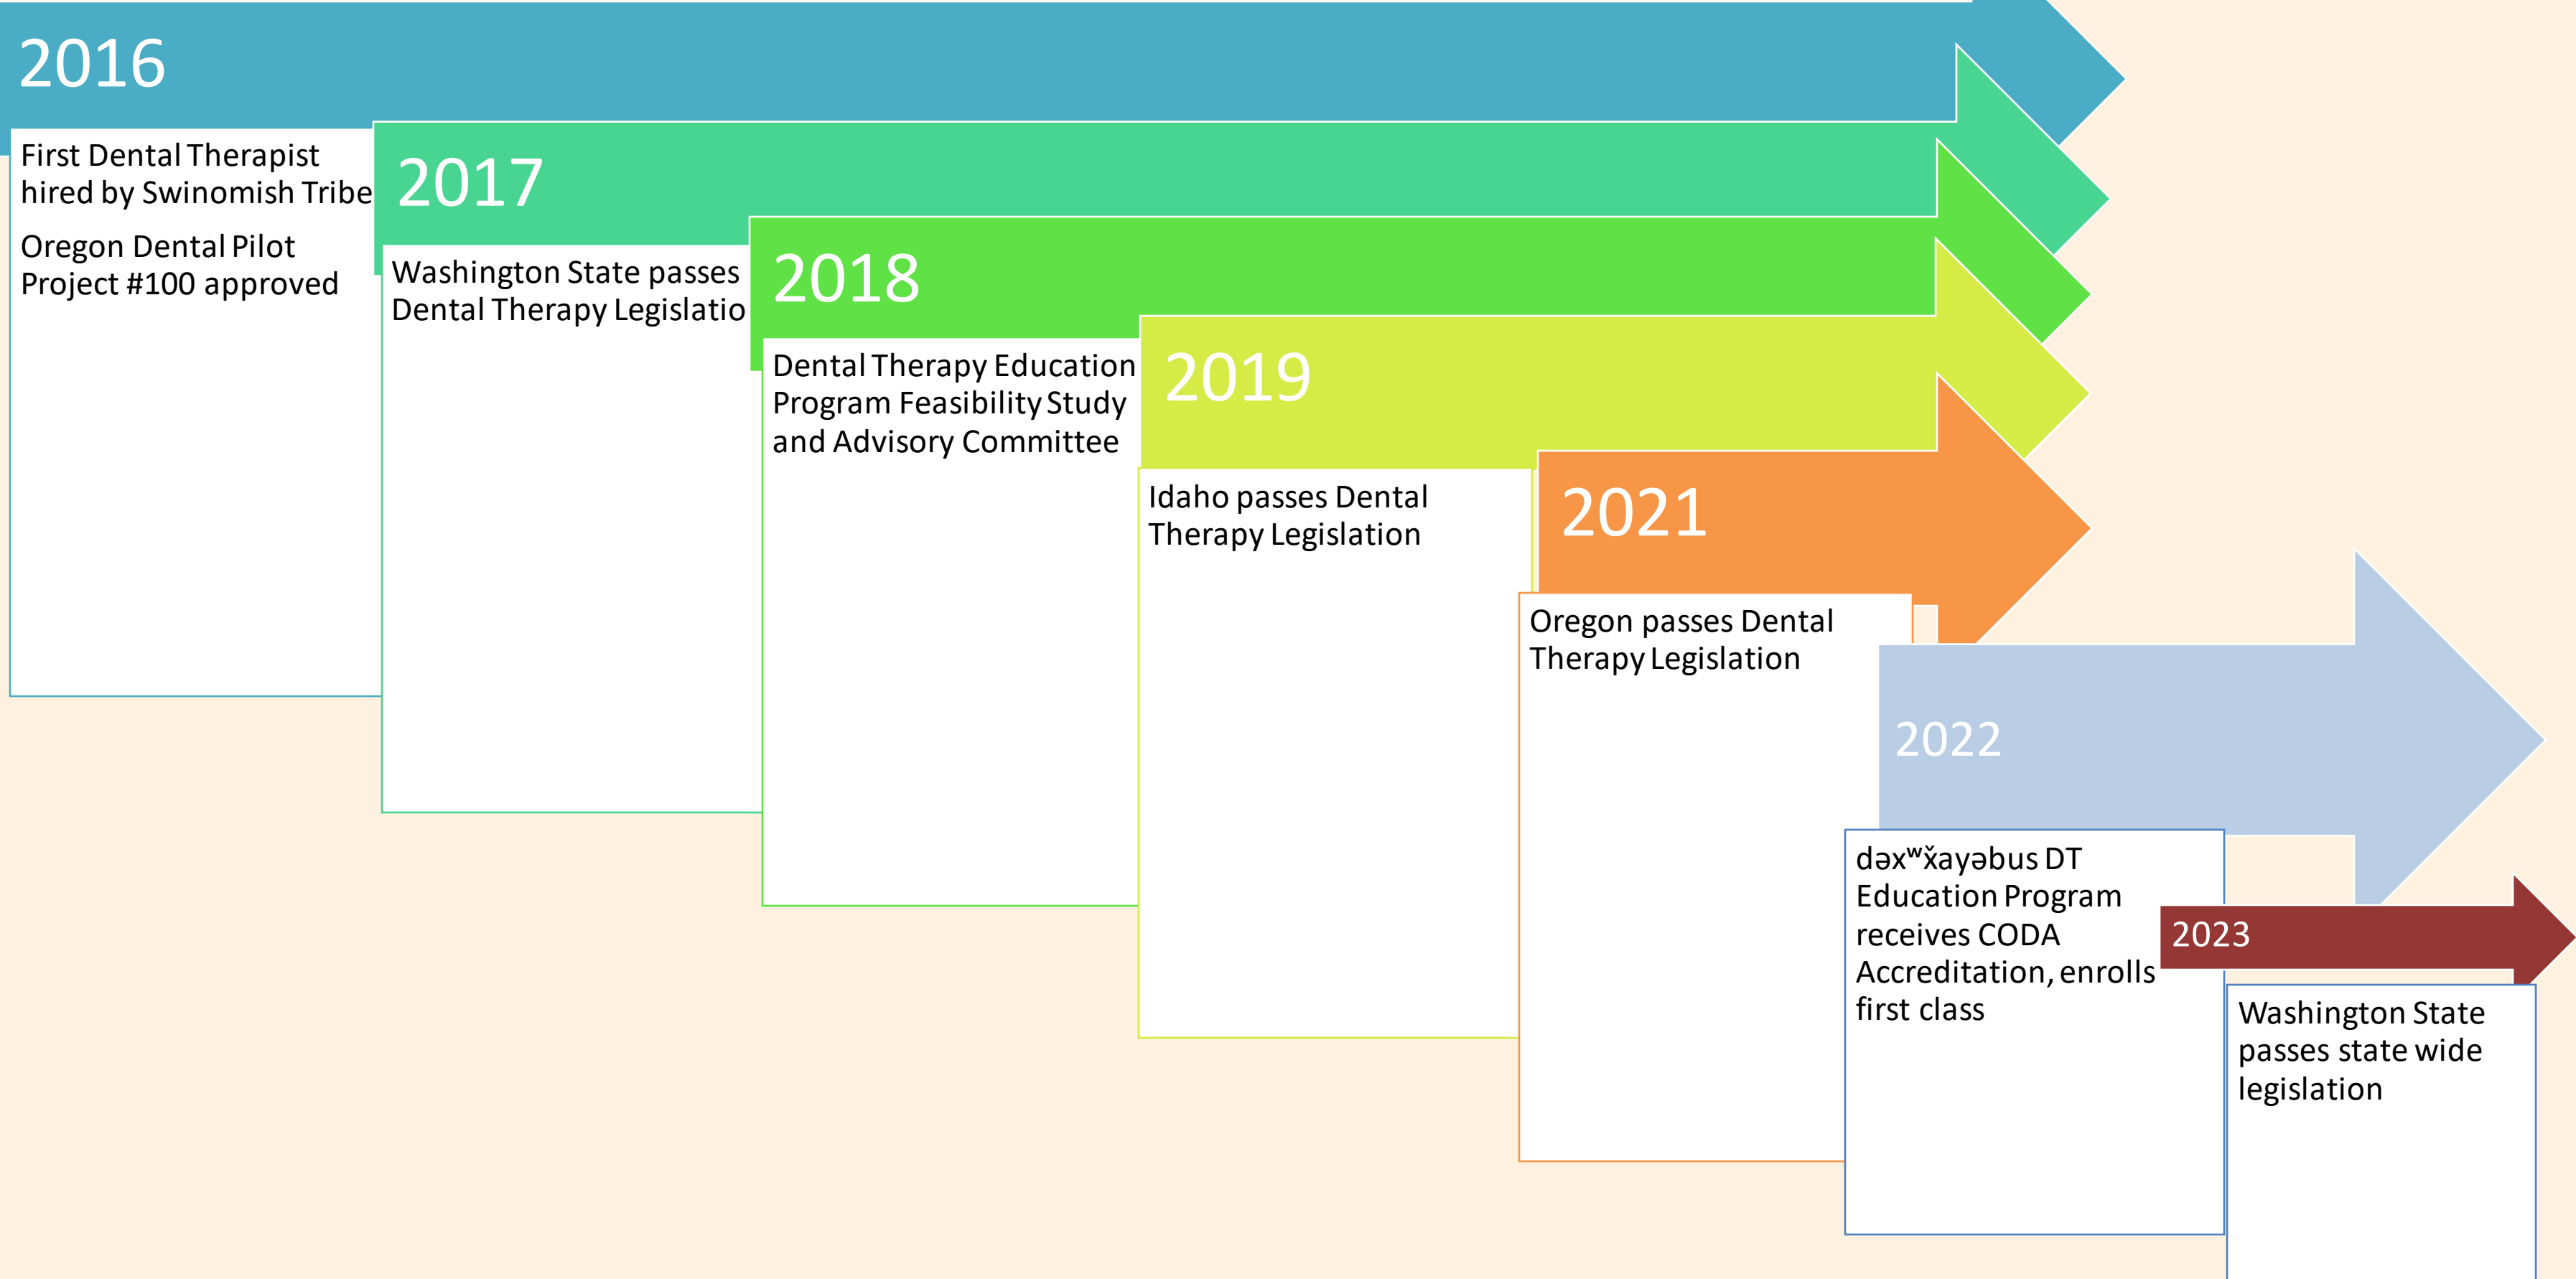 2016
First Dental Therapist
hired by Swinomish Tribe
Oregon Dental Pilot
Project #100 approved
2017
Washington State passes
Dental Therapy Legislatio
2018
Dental Therapy Education
Program Feasibility Study
and Advisory Committee
2019
Idaho passes Dental
Therapy Legislation
2021
Oregon passes Dental
Therapy Legislation
2022
dəxʷx̌ayəbus DT
Education Program
receives CODA
Accreditation, enrolls
first class
2023
Washington State
passes state wide
legislation